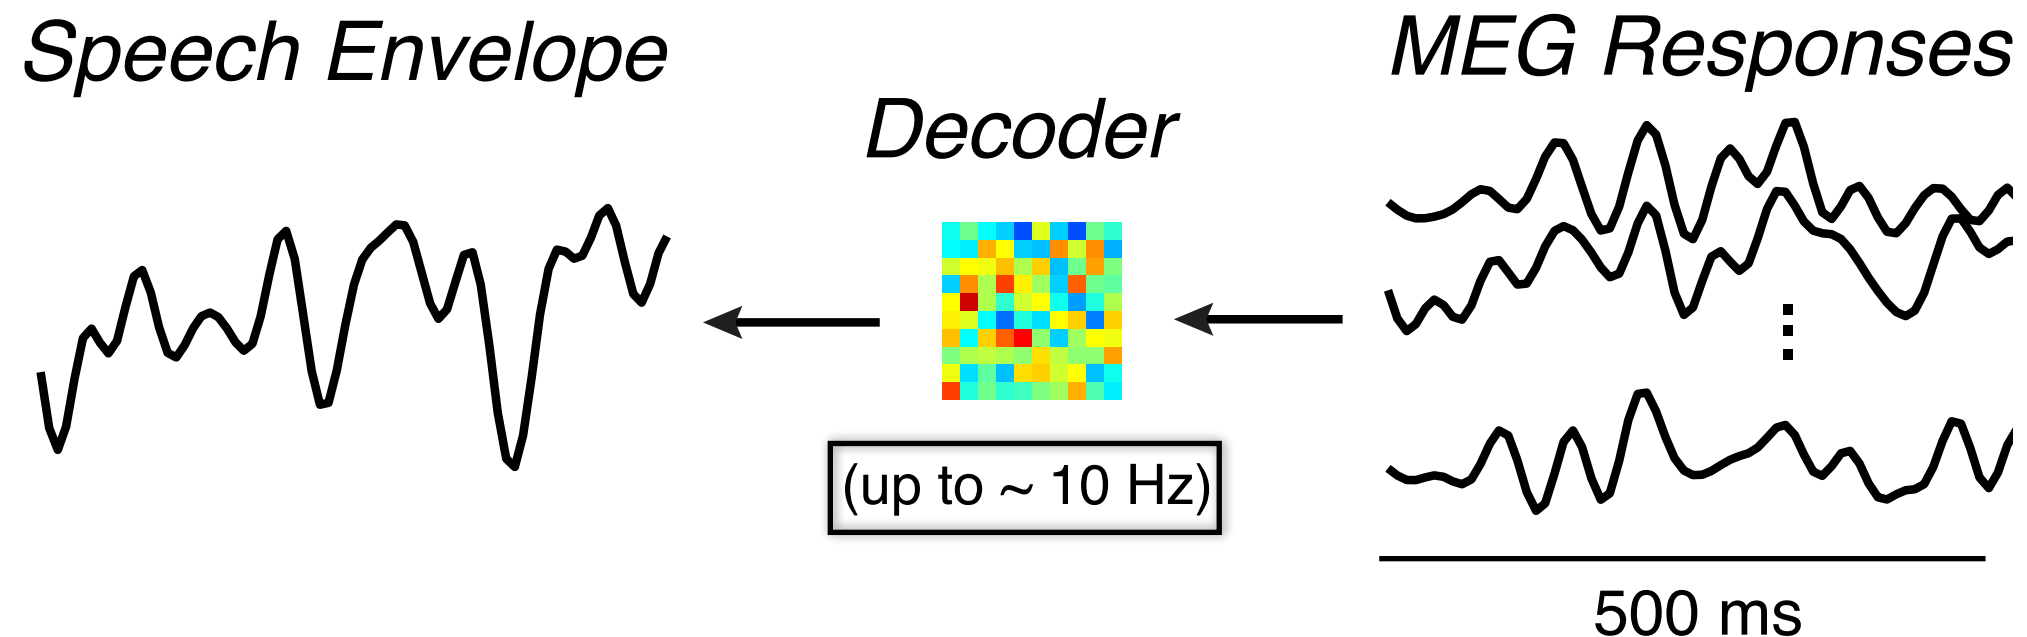 Speech Envelope
Decoder
(up to ~ 10 Hz)
MEG Responses
500 ms